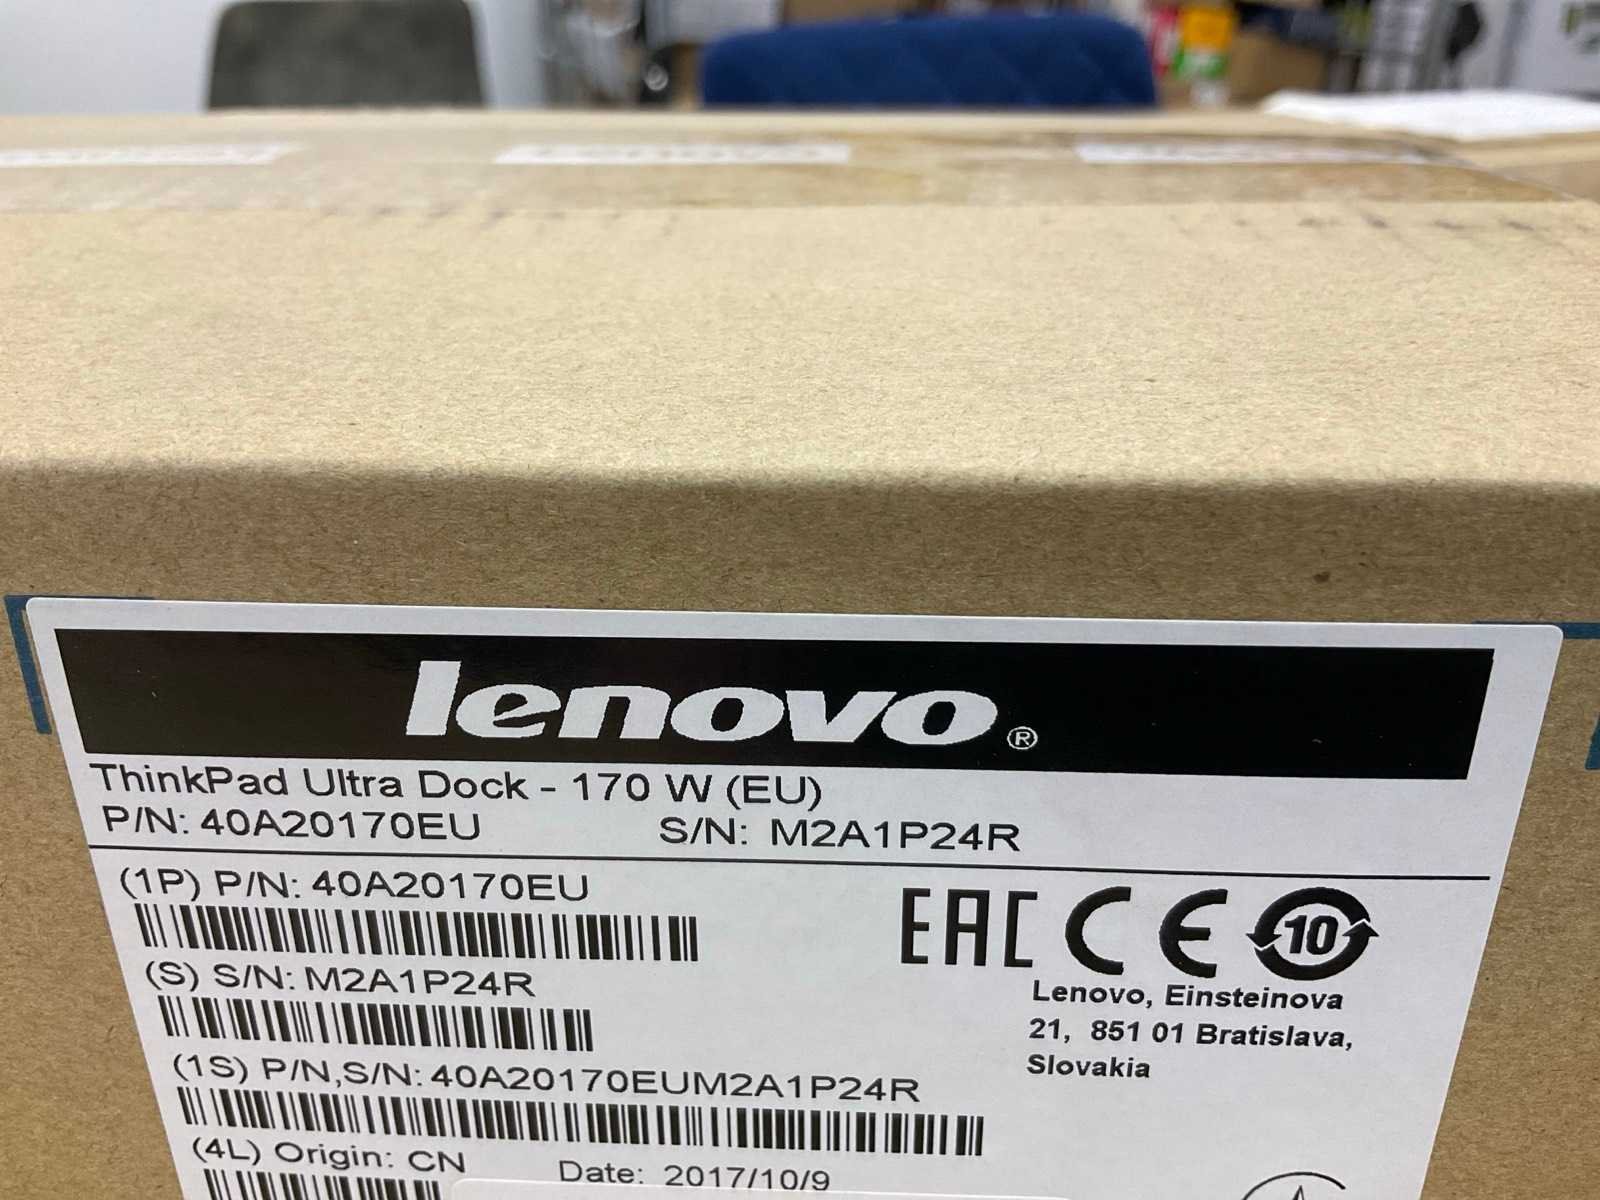 lenovo®
ThinkPad Ultra Dock - 170 W (EU)
P/N: 40A20170EU S/N: M2A1P24R
(1P) P/N: 40A20170EU
(S) S/N: M2A1P24R
(1S) P/N,S/N: 40A20170EUM2A1P24R
(4L) Origin: CN Date: 2017/10/9
EAC CE 10
Lenovo, Einsteinova
21, 851 01 Bratislava,
Slovakia